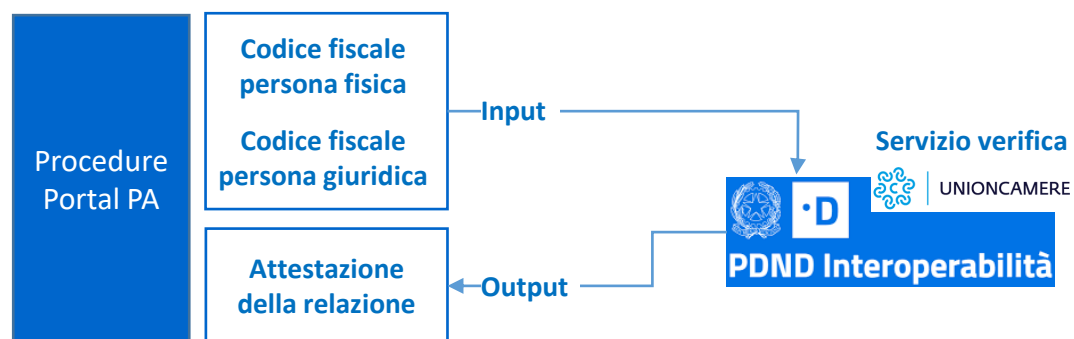 Procedure
Portal PA
Codice fiscale
persona fisica
Codice fiscale
persona giuridica
Input
Servizio verifica
UNIONCAMERE
·D
PDND Interoperabilità
Attestazione
della relazione
Output